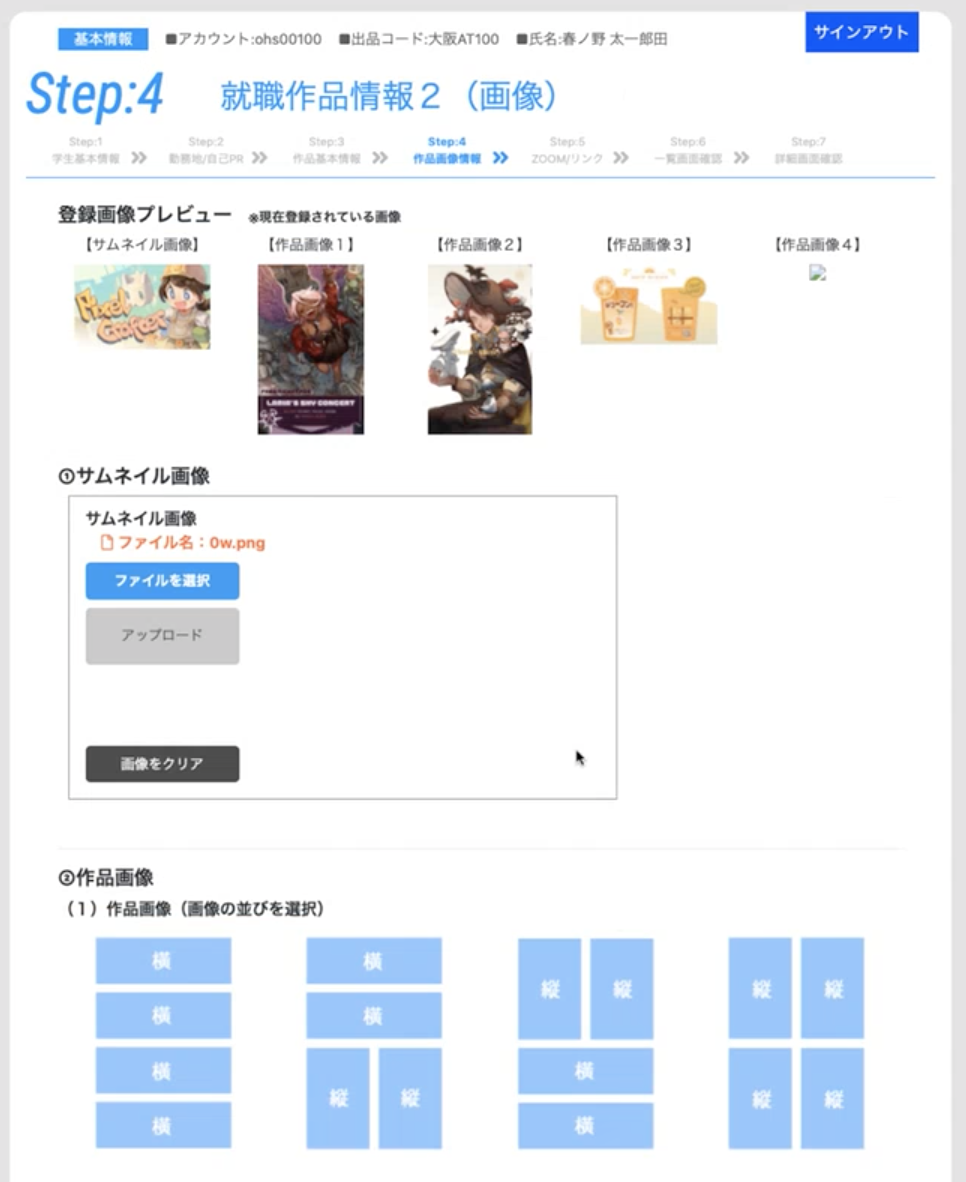 基本情報 ■アカウント:ohs00100 ■出品コード:大阪AT100 ■氏名:春ノ野 太一郎田 サインアウト
Step:4 就職作品情報２（画像）
Step:1 Step:2 Step:3 Step:4 Step:5 Step:6 Step:7
学生基本情報 勤務地/自己PR 作品基本情報 作品画像情報 ZOOM/リンク 一覧画面確認 詳細画面確認
登録画像プレビュー ※現在登録されている画像
【サムネイル画像】 【作品画像１】 【作品画像２】 【作品画像３】 【作品画像４】
Pixel
Crafter
LANIA'S SKY CONCERT
①サムネイル画像
サムネイル画像
ファイル名：0w.png
ファイルを選択
アップロード
画像をクリア
②作品画像
（１）作品画像（画像の並びを選択）
横 横 縦 縦 縦 縦
横 横
横 縦 縦 横 縦 縦
横 横